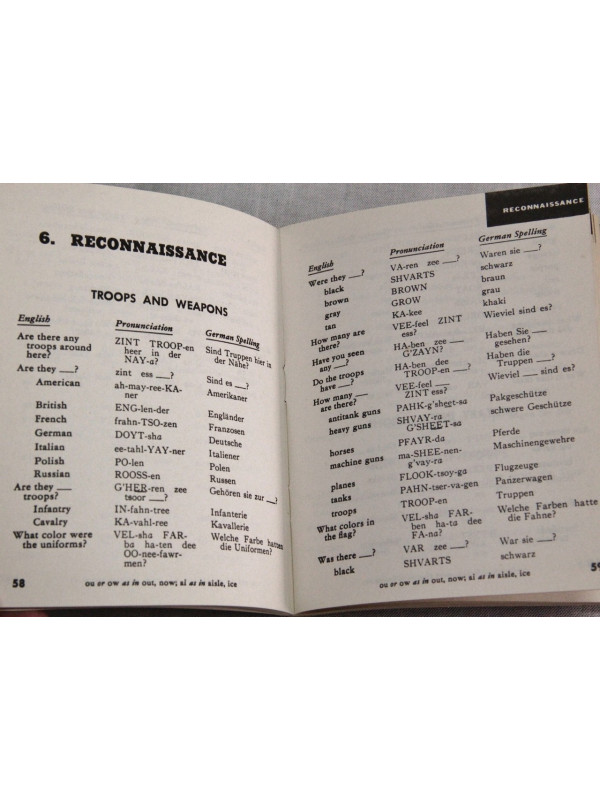 6. RECONNAISSANCE
TROOPS AND WEAPONS
English Pronunciation German Spelling
Are there any troops around here? ZINT TROOP-en heer in der NAY-a? Sind Truppen hier in der Nähe?
Are they ___? zint ess ___? Sind es ___?
American ah-may-ree-KA-ner Amerikaner
British ENG-len-der Engländer
French frahn-TSO-zen Franzosen
German DOYT-sha Deutsche
Italian ee-tahl-YAY-ner Italiener
Polish PO-len Polen
Russian ROOSS-en Russen
Are they ___ troops? G'HER-ren zee tsoor ___? Gehören sie zur ___?
Infantry IN-fahn-tree Infanterie
Cavalry KA-vahl-ree Kavallerie
What color were the uniforms? VEL-sha FAR-ba ha-ten dee OO-nee-fawr-men? Welche Farbe hatten die Uniformen?
58
ou or ow as in out, now; ai as in aisle, ice
RECONNAISSANCE
English Pronunciation German Spelling
Were they ___? VA-ren zee ___? Waren sie ___?
black SHVARTS schwarz
brown BROWN braun
gray GROW grau
tan KA-kee khaki
How many are there? VEE-feel ZINT ess? Wieviel sind es?
Have you seen any ___? HA-ben zee ___ G'ZAYN? Haben Sie ___ gesehen?
Do the troops have ___? HA-ben dee TROOP-en ___? Haben die Truppen ___?
How many ___ are there? VEE-feel ___ ZINT ess? Wieviel ___ sind es?
antitank guns PAHK-g'sheet-sa Pakgeschütze
heavy guns SHVAY-ra G'SHEET-sa schwere Geschütze
horses PFAYR-da Pferde
machine guns ma-SHEE-nen-g'vay-ra Maschinengewehre
planes FLOOK-tsoy-ga Flugzeuge
tanks PAHN-tser-va-gen Panzerwagen
troops TROOP-en Truppen
What colors in the flag? VEL-sha FAR-ben ha-ta dee FA-na? Welche Farben hatte die Fahne?
Was there ___? VAR zee ___? War sie ___?
black SHVARTS schwarz
59
ou or ow as in out, now; ai as in aisle, ice